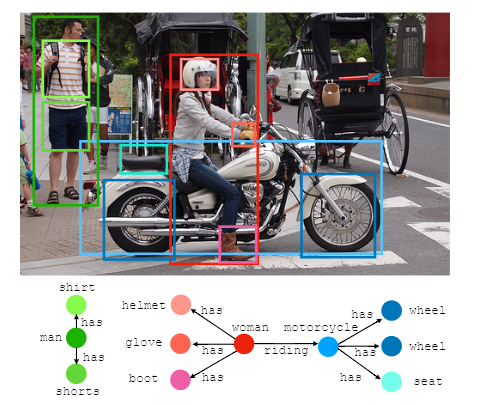 shirt
helmet
has
has
wheel
has
man
woman
motorcycle
glove
has
riding
has
wheel
has
boot
has
has
seat
shorts